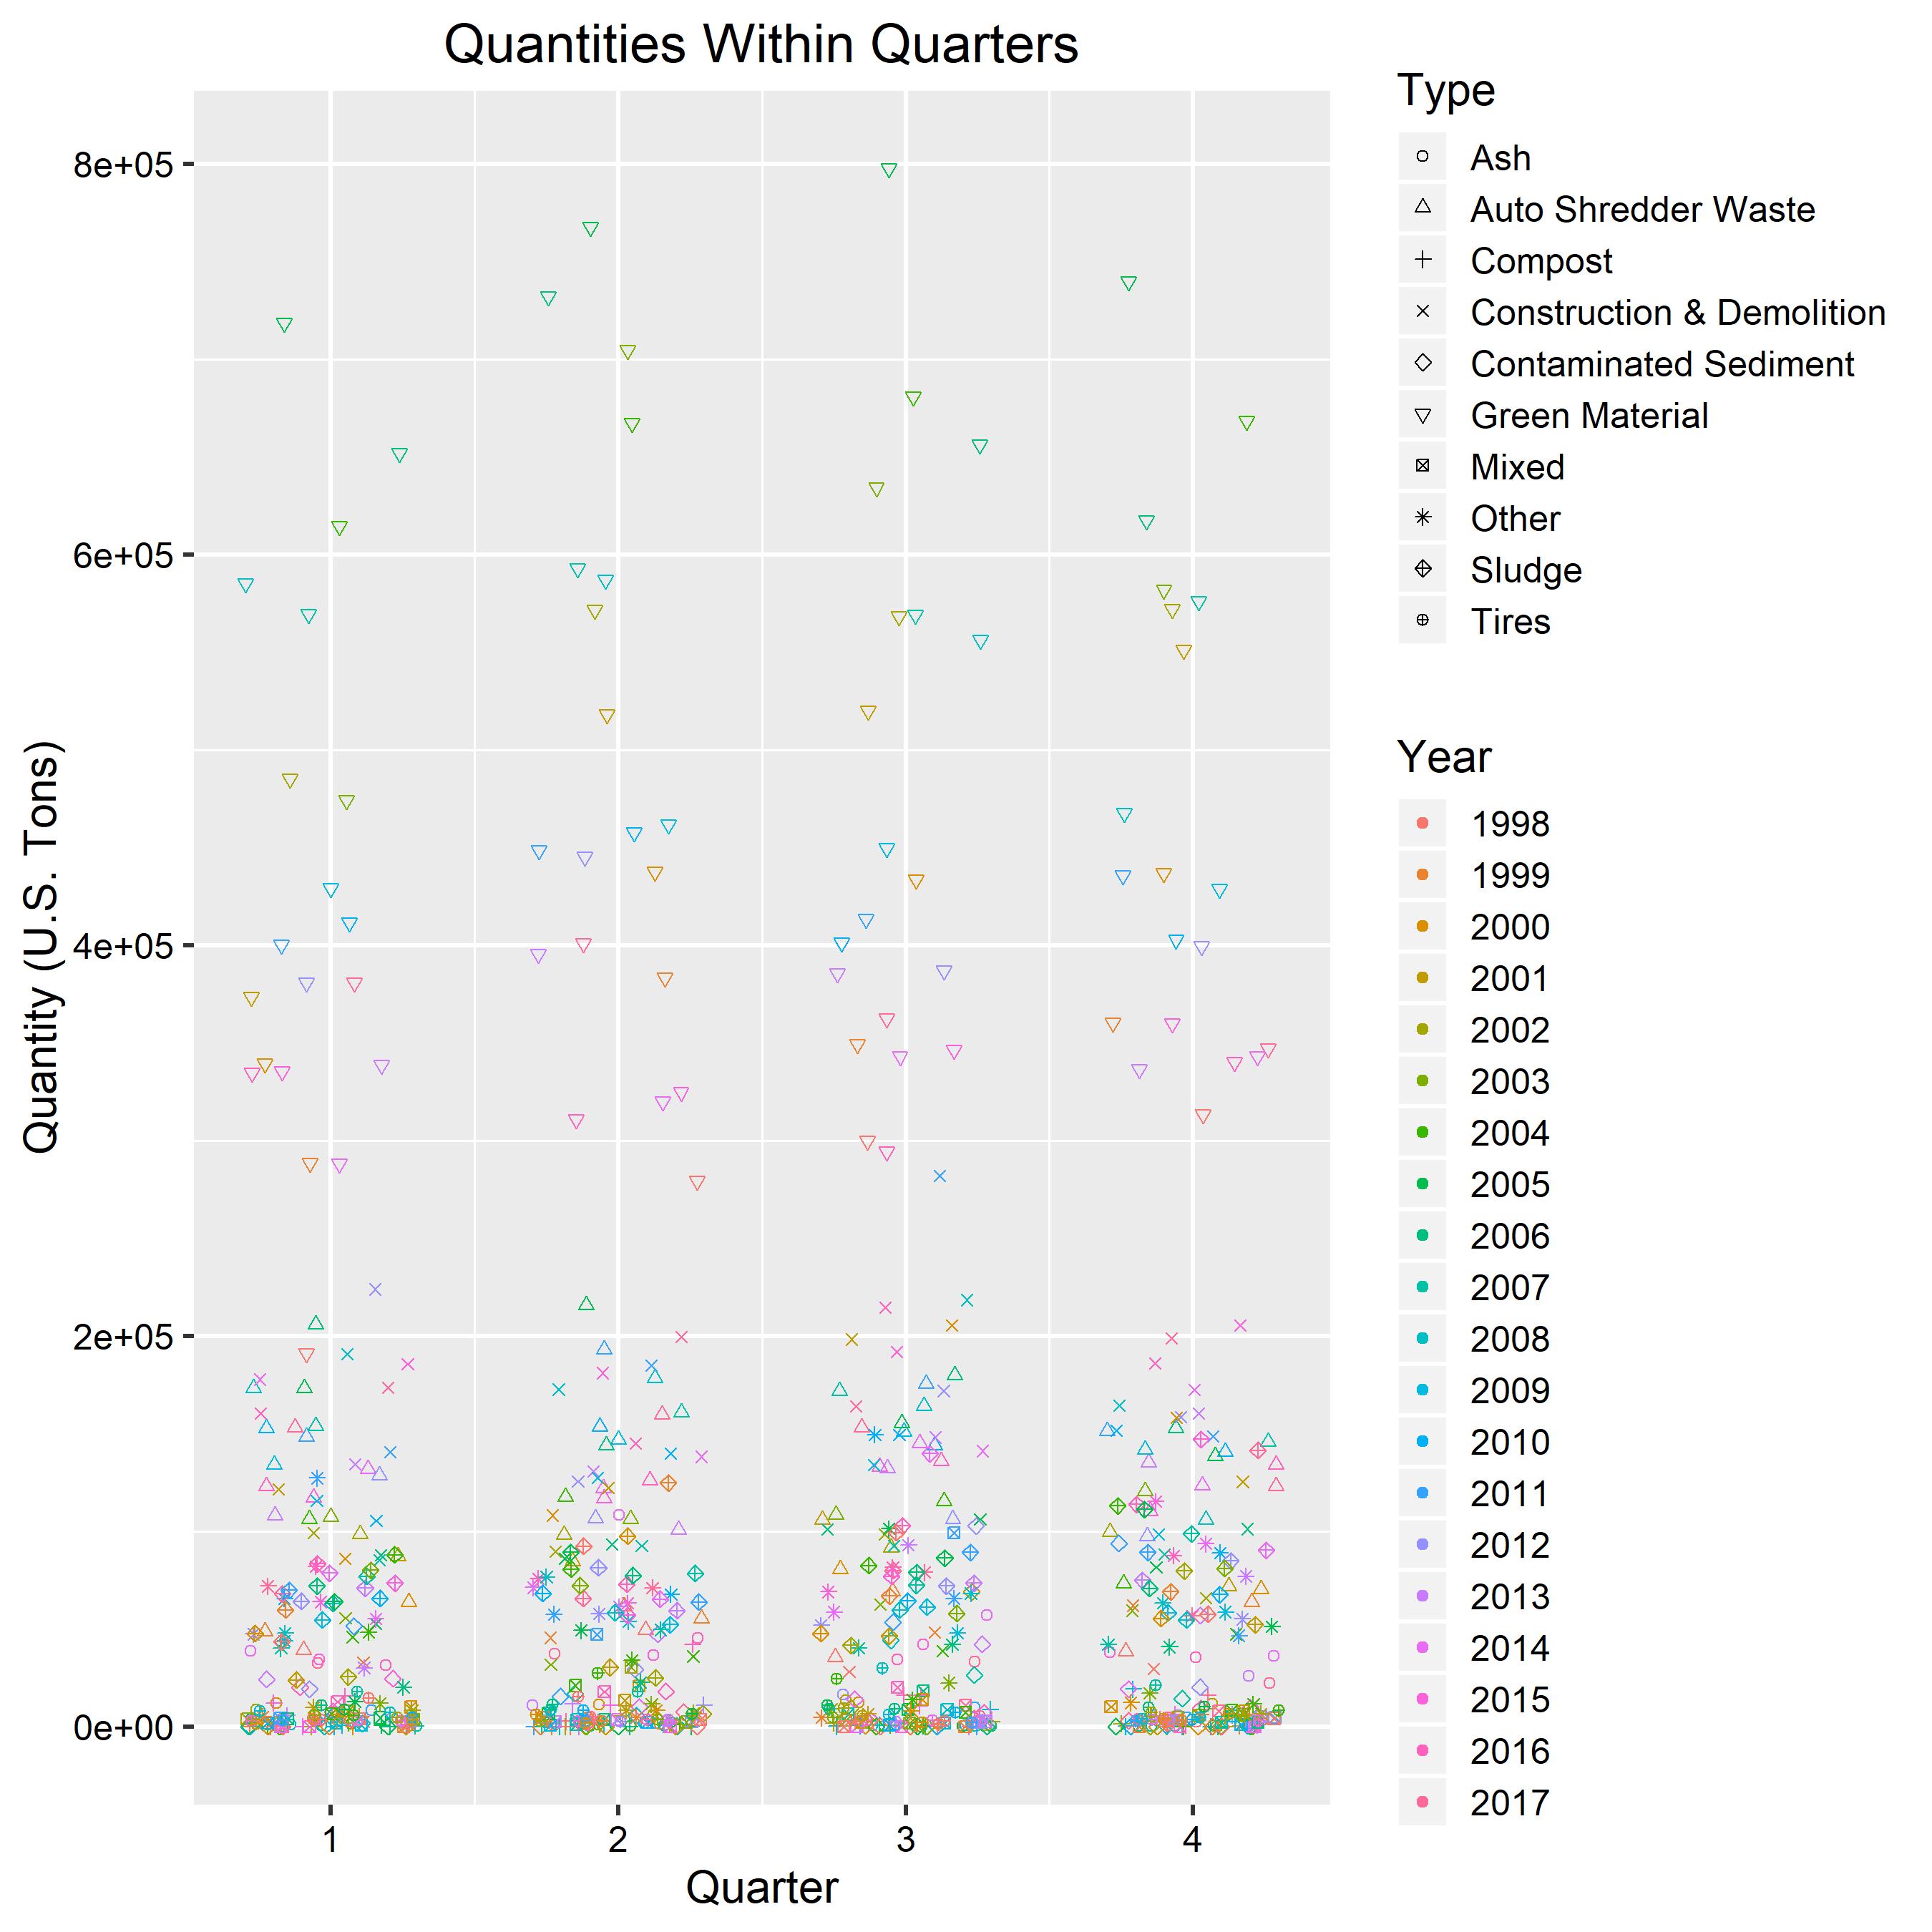 Quantities Within Quarters
Quantity (U.S. Tons)
8e+05
6e+05
4e+05
2e+05
0e+00
1
2
3
4
Quarter
Type
Ash
Auto Shredder Waste
Compost
Construction & Demolition
Contaminated Sediment
Green Material
Mixed
Other
Sludge
Tires
Year
1998
1999
2000
2001
2002
2003
2004
2005
2006
2007
2008
2009
2010
2011
2012
2013
2014
2015
2016
2017